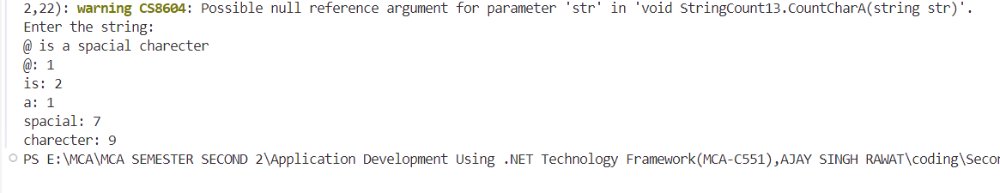 2,22): warning CS8604: Possible null reference argument for parameter 'str' in 'void StringCount13.CountCharA(string str)'.
Enter the string:
@ is a spacial charecter
@: 1
is: 2
a: 1
spacial: 7
charecter: 9
PS E:\MCA\MCA SEMESTER SECOND 2\Application Development Using .NET Technology Framework(MCA-C551),AJAY SINGH RAWAT\coding\Secor